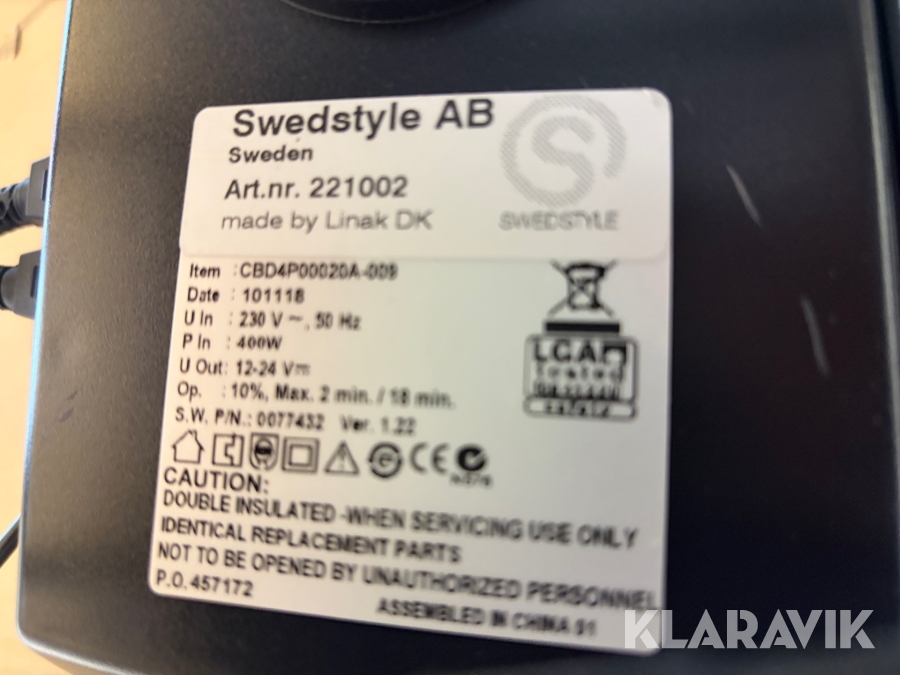 Swedstyle AB
Sweden
Art.nr. 221002
made by Linak DK
SWEDSTYLE
Item : CBD4P00020A-009
Date : 101118
U In : 230 V ~, 50 Hz
P In : 400W
U Out: 12-24 V
Op. : 10%, Max. 2 min. / 18 min.
S.W. P/N.: 0077432 Ver. 1.22
LGA
tested
CAUTION:
DOUBLE INSULATED -WHEN SERVICING USE ONLY
IDENTICAL REPLACEMENT PARTS
NOT TO BE OPENED BY UNAUTHORIZED PERSONNEL
P.O. 457172
ASSEMBLED IN CHINA 01
KLARAVIK